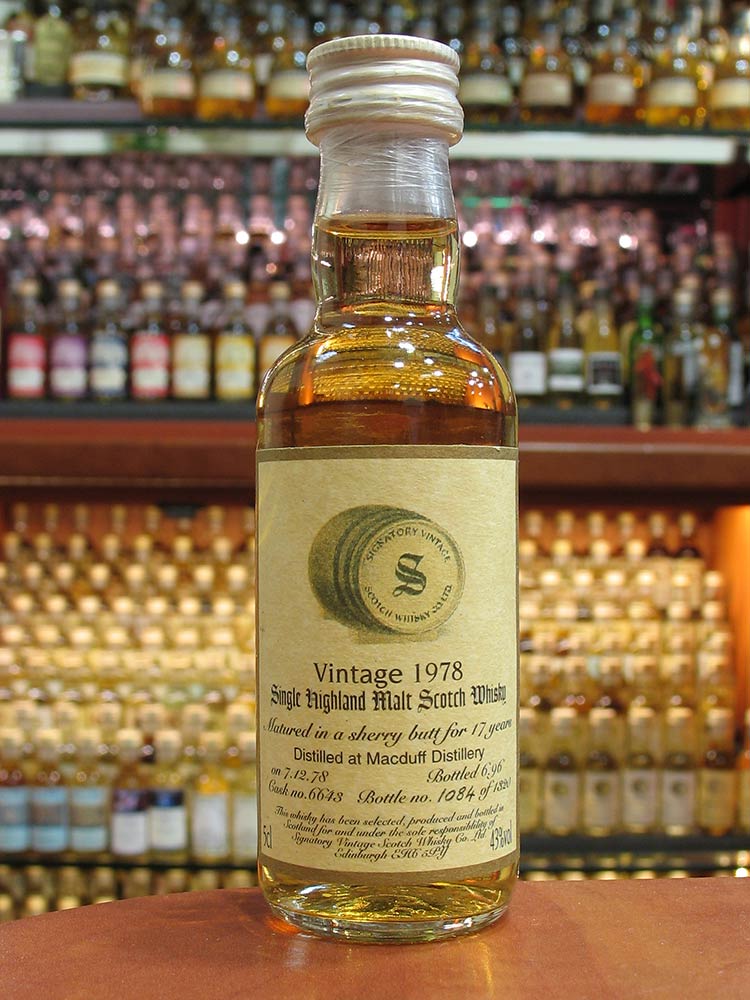 SIGNATORY VINTAGE
S
SCOTCH WHISKY CO LTD
Vintage 1978
Single Highland Malt Scotch Whisky
Matured in a sherry butt for 17 years
Distilled at Macduff Distillery
on 7.12.78 Bottled 6.96
Cask no.6643 Bottle no. 1084 of 1320
This whisky has been selected, produced and bottled in
Scotland for and under the sole responsibility of
Signatory Vintage Scotch Whisky Co. Ltd
5cl Edinburgh EH6 5PY 43%vol